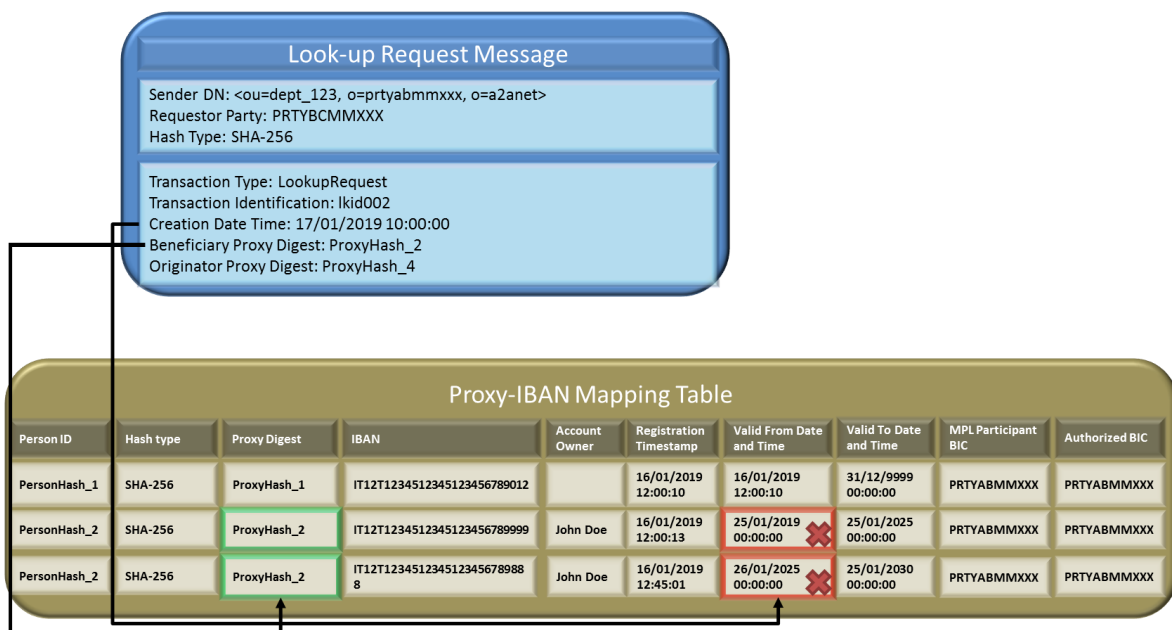 Look-up Request Message
Sender DN: <ou=dept_123, o=prtyabmmxxx, o=a2anet>
Requestor Party: PRTYBCMMXXX
Hash Type: SHA-256
Transaction Type: LookupRequest
Transaction Identification: lkid002
Creation Date Time: 17/01/2019 10:00:00
Beneficiary Proxy Digest: ProxyHash_2
Originator Proxy Digest: ProxyHash_4
Proxy-IBAN Mapping Table
Person ID Hash type Proxy Digest IBAN Account Owner Registration Timestamp Valid From Date and Time Valid To Date and Time MPL Participant BIC Authorized BIC
PersonHash_1 SHA-256 ProxyHash_1 IT12T1234512345123456789012 16/01/2019 12:00:10 16/01/2019 12:00:10 31/12/9999 00:00:00 PRTYABMMXXX PRTYABMMXXX
PersonHash_2 SHA-256 ProxyHash_2 IT12T1234512345123456789999 John Doe 16/01/2019 12:00:13 25/01/2019 00:00:00 25/01/2025 00:00:00 PRTYABMMXXX PRTYABMMXXX
PersonHash_2 SHA-256 ProxyHash_2 IT12T12345123451234567898 8 John Doe 16/01/2019 12:45:01 26/01/2025 00:00:00 25/01/2030 00:00:00 PRTYABMMXXX PRTYABMMXXX